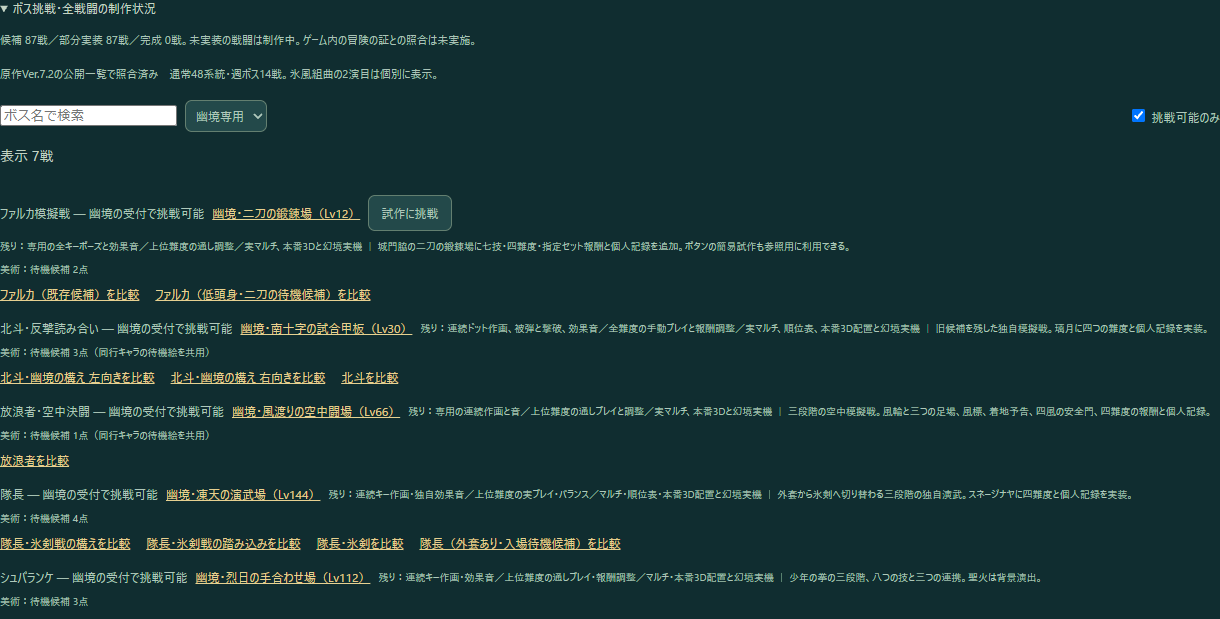 ▼ ボス挑戦・全戦闘の制作状況
候補 87戦／部分実装 87戦／完成 0戦。未実装の戦闘は制作中。ゲーム内の冒険の証との照合は未実施。
原作Ver.7.2の公開一覧で照合済み　通常48系統・週ボス14戦。氷風組曲の2演目は個別に表示。
ボス名で検索 幽境専用 挑戦可能のみ
表示 7戦
ファルカ模擬戦 — 幽境の受付で挑戦可能 幽境・二刀の鍛錬場（Lv12） 試作に挑戦
残り：専用の全キーポーズと効果音／上位難度の通し調整／実マルチ、本番3Dと幻境実機 ｜ 城門脇の二刀の鍛錬場に七技・四難度・指定セット報酬と個人記録を追加。ボタンの簡易試作も参照用に利用できる。
美術：待機候補 2点
ファルカ（既存候補）を比較 ファルカ（低頭身・二刀の待機候補）を比較
北斗・反撃読み合い — 幽境の受付で挑戦可能 幽境・南十字の試合甲板（Lv30） 残り：連続ドット作画、被弾と撃破、効果音／全難度の手動プレイと報酬調整／実マルチ、順位表、本番3D配置と幻境実機 ｜ 旧候補を残した独自模擬戦。璃月に四つの難度と個人記録を実装。
美術：待機候補 3点（同行キャラの待機絵を共用）
北斗・幽境の構え 左向きを比較 北斗・幽境の構え 右向きを比較 北斗を比較
放浪者・空中決闘 — 幽境の受付で挑戦可能 幽境・風渡りの空中闘場（Lv66） 残り：専用の連続作画と音／上位難度の通しプレイと調整／実マルチ、本番3Dと幻境実機 ｜ 三段階の空中模擬戦。風輪と三つの足場、風標、着地予告、四風の安全門、四難度の報酬と個人記録。
美術：待機候補 1点（同行キャラの待機絵を共用）
放浪者を比較
隊長 — 幽境の受付で挑戦可能 幽境・凍天の演武場（Lv144） 残り：連続キー作画・独自効果音／上位難度の実プレイ・バランス／マルチ・順位表・本番3D配置と幻境実機 ｜ 外套から氷剣へ切り替わる三段階の独自演武。スネージナヤに四難度と個人記録を実装。
美術：待機候補 4点
隊長・氷剣戦の構えを比較 隊長・氷剣戦の踏み込みを比較 隊長・氷剣を比較 隊長（外套あり・入場待機候補）を比較
シュバランケ — 幽境の受付で挑戦可能 幽境・烈日の手合わせ場（Lv112） 残り：連続キー作画・効果音／上位難度の通しプレイ・報酬調整／マルチ・本番3D配置と幻境実機 ｜ 少年の拳の三段階、八つの技と三つの連携。聖火は背景演出。
美術：待機候補 3点